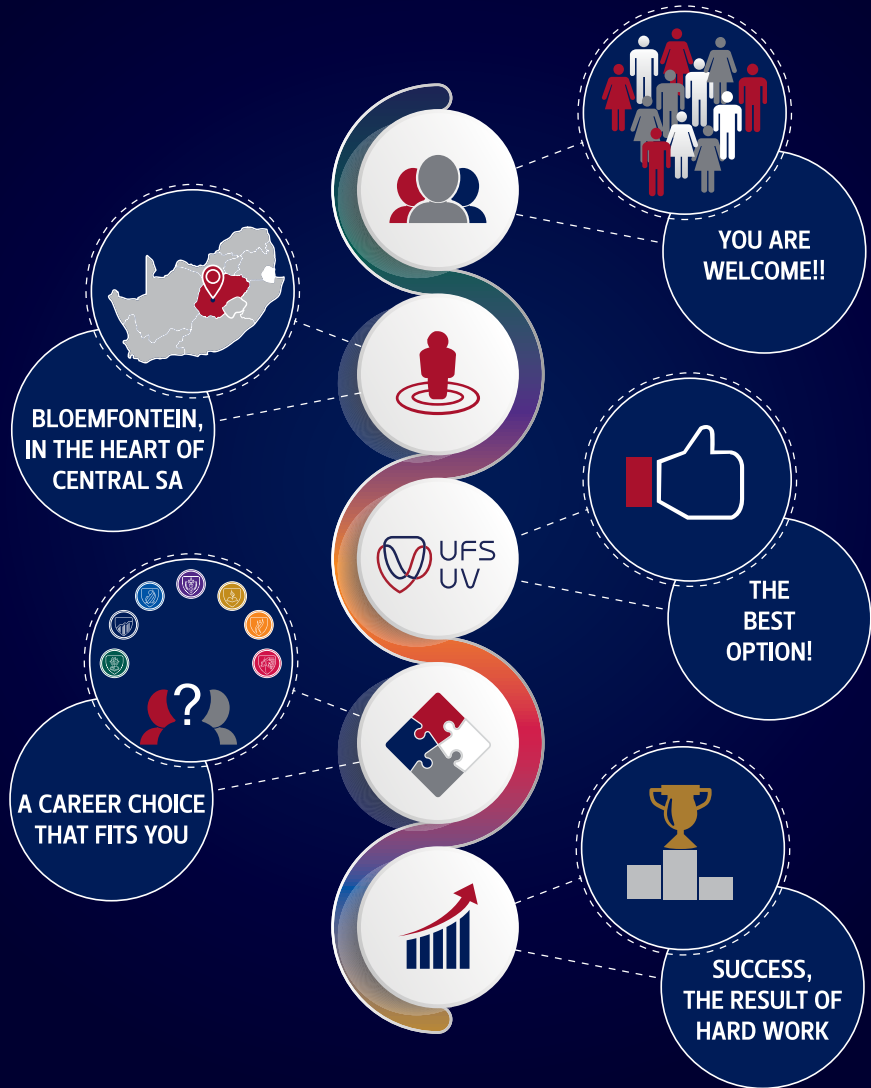 YOU ARE
WELCOME!!
BLOEMFONTEIN,
IN THE HEART OF
CENTRAL SA
UFS
UV
THE
BEST
OPTION!
?
A CAREER CHOICE
THAT FITS YOU
SUCCESS,
THE RESULT OF
HARD WORK